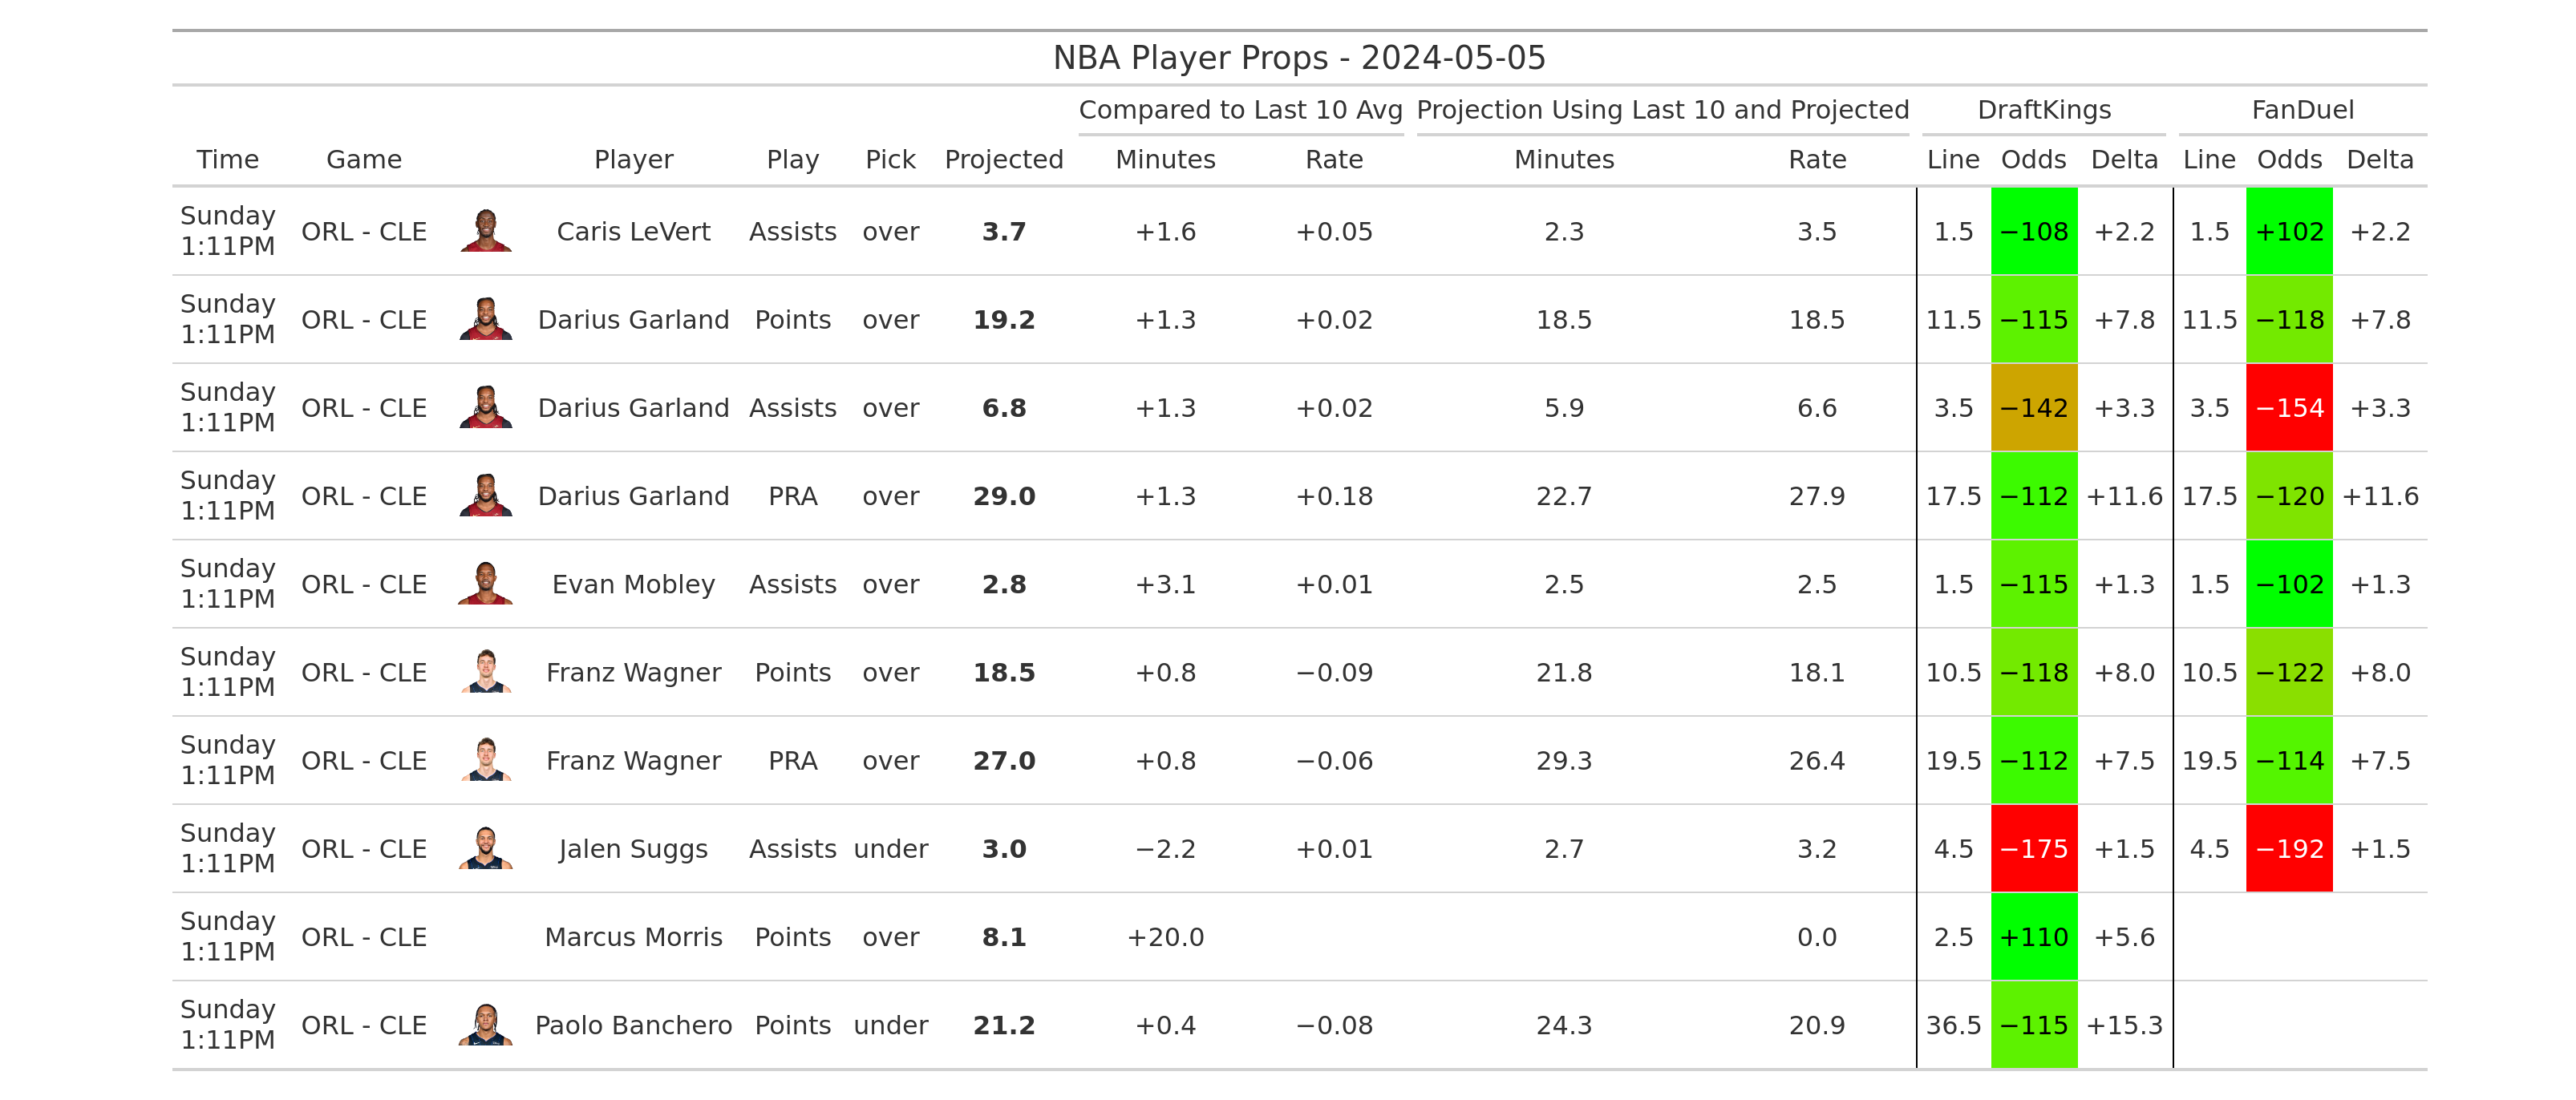 NBA Player Props - 2024-05-05
Compared to Last 10 Avg Projection Using Last 10 and Projected DraftKings FanDuel
Time Game Player Play Pick Projected Minutes Rate Minutes Rate Line Odds Delta Line Odds Delta
Sunday
1:11PM ORL - CLE Caris LeVert Assists over 3.7 +1.6 +0.05 2.3 3.5 1.5 −108 +2.2 1.5 +102 +2.2
Sunday
1:11PM ORL - CLE Darius Garland Points over 19.2 +1.3 +0.02 18.5 18.5 11.5 −115 +7.8 11.5 −118 +7.8
Sunday
1:11PM ORL - CLE Darius Garland Assists over 6.8 +1.3 +0.02 5.9 6.6 3.5 −142 +3.3 3.5 −154 +3.3
Sunday
1:11PM ORL - CLE Darius Garland PRA over 29.0 +1.3 +0.18 22.7 27.9 17.5 −112 +11.6 17.5 −120 +11.6
Sunday
1:11PM ORL - CLE Evan Mobley Assists over 2.8 +3.1 +0.01 2.5 2.5 1.5 −115 +1.3 1.5 −102 +1.3
Sunday
1:11PM ORL - CLE Franz Wagner Points over 18.5 +0.8 −0.09 21.8 18.1 10.5 −118 +8.0 10.5 −122 +8.0
Sunday
1:11PM ORL - CLE Franz Wagner PRA over 27.0 +0.8 −0.06 29.3 26.4 19.5 −112 +7.5 19.5 −114 +7.5
Sunday
1:11PM ORL - CLE Jalen Suggs Assists under 3.0 −2.2 +0.01 2.7 3.2 4.5 −175 +1.5 4.5 −192 +1.5
Sunday
1:11PM ORL - CLE Marcus Morris Points over 8.1 +20.0 0.0 2.5 +110 +5.6
Sunday
1:11PM ORL - CLE Paolo Banchero Points under 21.2 +0.4 −0.08 24.3 20.9 36.5 −115 +15.3